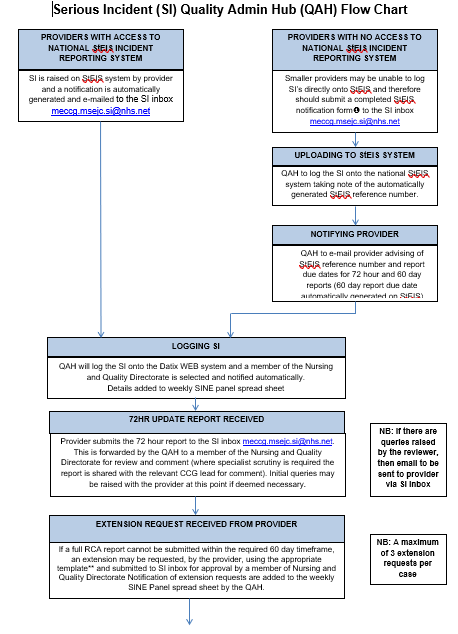 Serious Incident (SI) Quality Admin Hub (QAH) Flow Chart
PROVIDERS WITH ACCESS TO
NATIONAL StEIS INCIDENT
REPORTING SYSTEM
SI is raised on StEIS system by provider
and a notification is automatically
generated and e-mailed to the SI inbox
meccg.msejc.si@nhs.net
PROVIDERS WITH NO ACCESS TO
NATIONAL StEIS INCIDENT
REPORTING SYSTEM
Smaller providers may be unable to log
SI's directly onto StEIS and therefore
should submit a completed StEIS
notification form to the SI inbox
meccg.msejc.si@nhs.net
UPLOADING TO StEIS SYSTEM
QAH to log the SI onto the national StEIS
system taking note of the automatically
generated StEIS reference number.
NOTIFYING PROVIDER
QAH to e-mail provider advising of
StEIS reference number and report
due dates for 72 hour and 60 day
reports (60 day report due date
automatically generated on StEIS)
LOGGING SI
QAH will log the SI onto the Datix WEB system and a member of the Nursing
and Quality Directorate is selected and notified automatically.
Details added to weekly SINE panel spread sheet
72HR UPDATE REPORT RECEIVED
Provider submits the 72 hour report to the SI inbox meccg.msejc.si@nhs.net.
This is forwarded by the QAH to a member of the Nursing and Quality
Directorate for review and comment (where specialist scrutiny is required the
report is shared with the relevant CCG lead for comment). Initial queries may
be raised with the provider at this point if deemed necessary.
NB: if there are
queries raised
by the reviewer,
then email to be
sent to provider
via SI inbox
EXTENSION REQUEST RECEIVED FROM PROVIDER
If a full RCA report cannot be submitted within the required 60 day timeframe,
an extension may be requested, by the provider, using the appropriate
template** and submitted to SI inbox for approval by a member of Nursing and
Quality Directorate Notification of extension requests are added to the weekly
SINE Panel spread sheet by the QAH.
NB: A maximum
of 3 extension
requests per
case